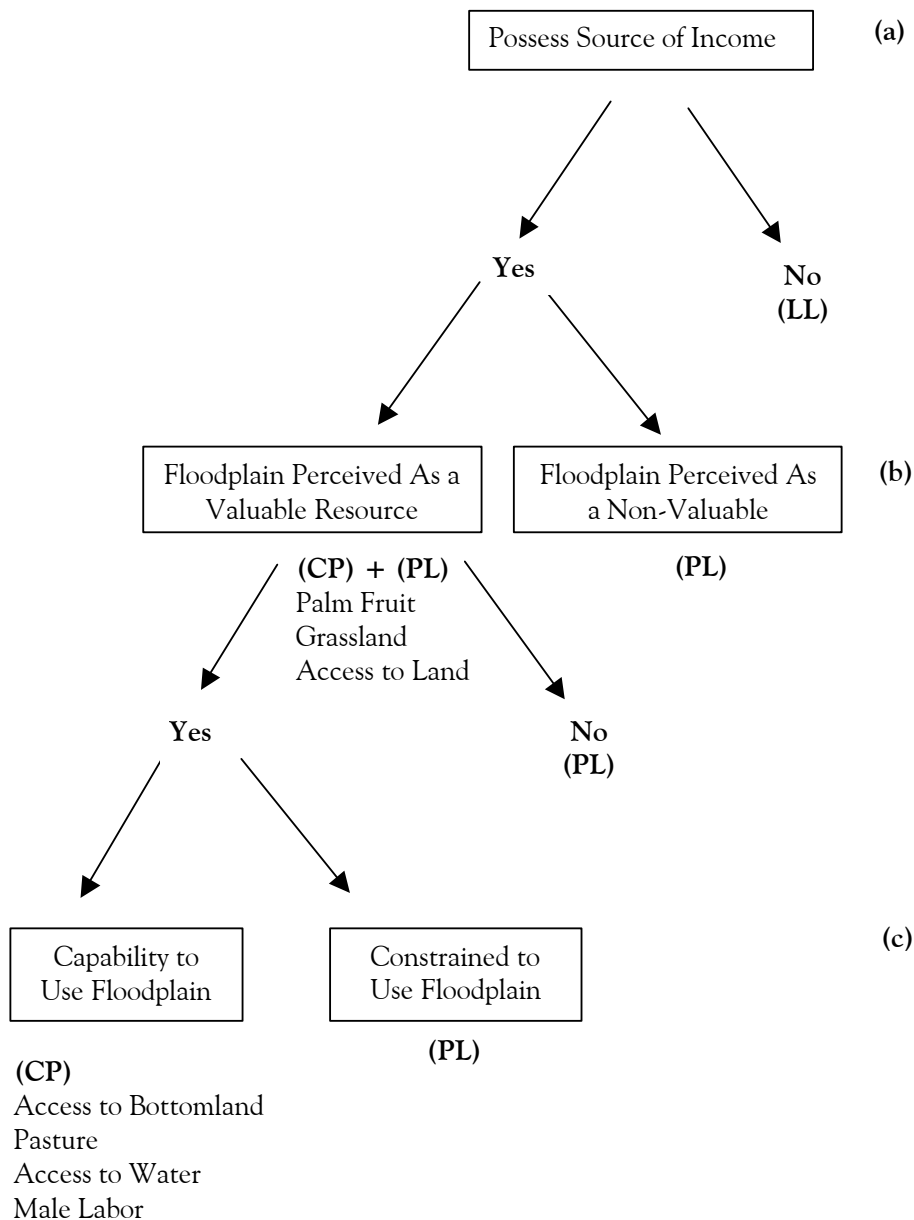 Possess Source of Income
(a)
Yes
No
(LL)
Floodplain Perceived As a
Valuable Resource
Floodplain Perceived As
a Non-Valuable
(b)
(CP) + (PL)
Palm Fruit
Grassland
Access to Land
(PL)
Yes
No
(PL)
Capability to
Use Floodplain
Constrained to
Use Floodplain
(c)
(CP)
Access to Bottomland
Pasture
Access to Water
Male Labor
(PL)